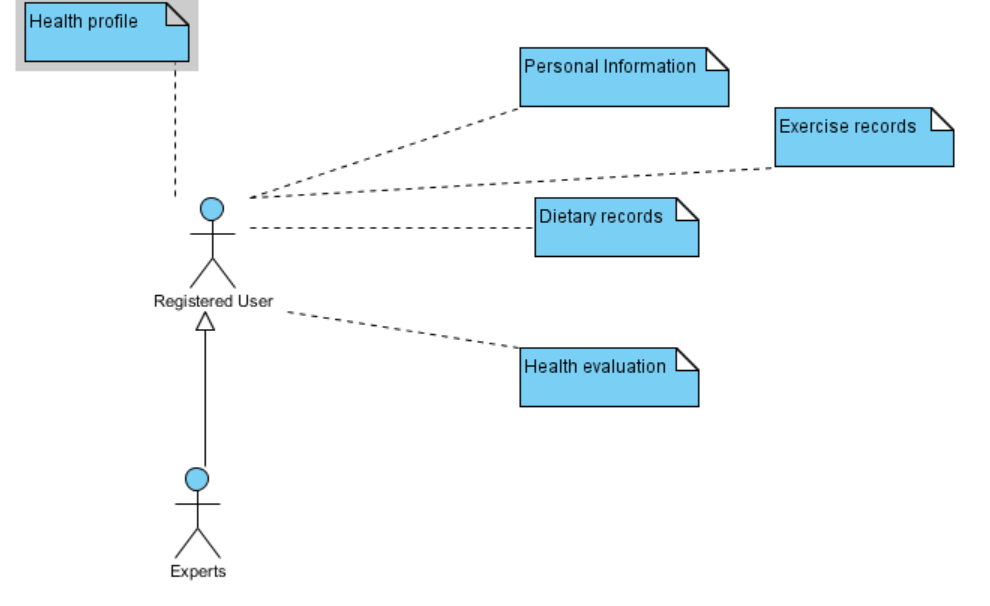 Health profile
Personal Information
Exercise records
Dietary records
Registered User
Health evaluation
Experts